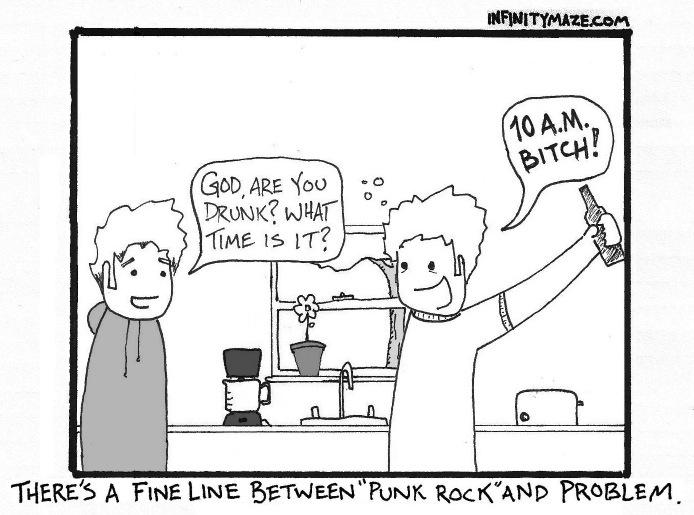 INFINITYMAZE.COM
10 A.M.
BITCH!
GOD, ARE YOU
DRUNK? WHAT
TIME IS IT?
THERE'S A FINE LINE BETWEEN "PUNK ROCK" AND PROBLEM.